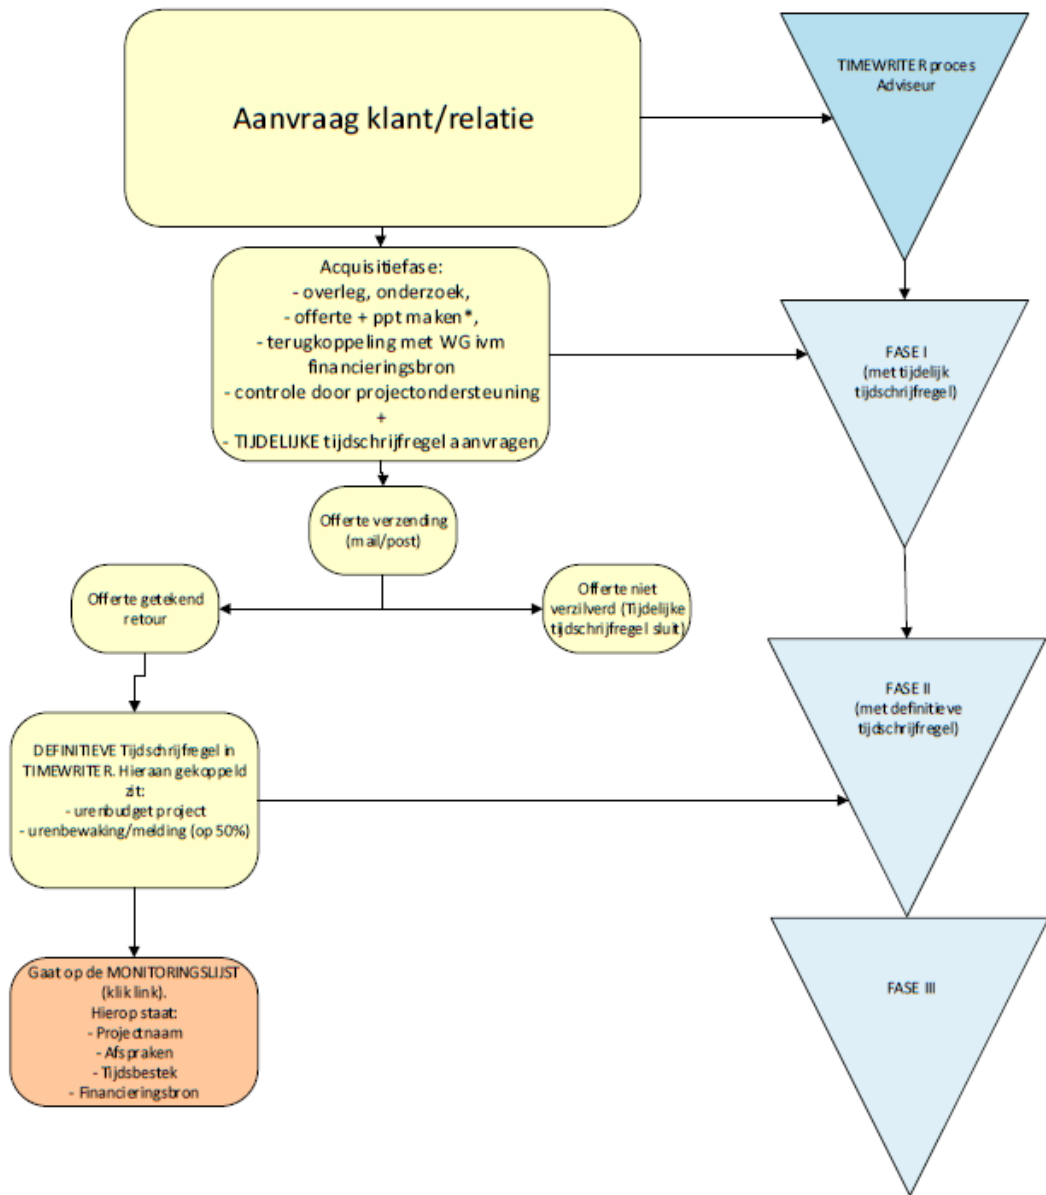 Aanvraag klant/relatie
TIMEWRITER proces
Adviseur
Acquisitiefase:
- overleg, onderzoek,
- offerte + ppt maken*,
- terugkoppeling met WG ivm
financieringsbron
- controle door projectondersteuning
+
- TIJDELIJKE tijdschrijfregel aanvragen
FASE I
(met tijdelijk
tijdschrijfregel)
Offerte verzending
(mail/post)
Offerte getekend
retour
Offerte niet
verzilverd (Tijdelijke
tijdschrijfregel sluit)
FASE II
(met definitieve
tijdschrijfregel)
DEFINITIEVE Tijdschrijfregel in
TIMEWRITER. Hieraan gekoppeld
zit:
- urenbudget project
- urenbewaking/melding (op 50%)
Gaat op de MONITORINGSLIJST
(klik link).
Hierop staat:
- Projectnaam
- Afspraken
- Tijdsbestek
- Financieringsbron
FASE III